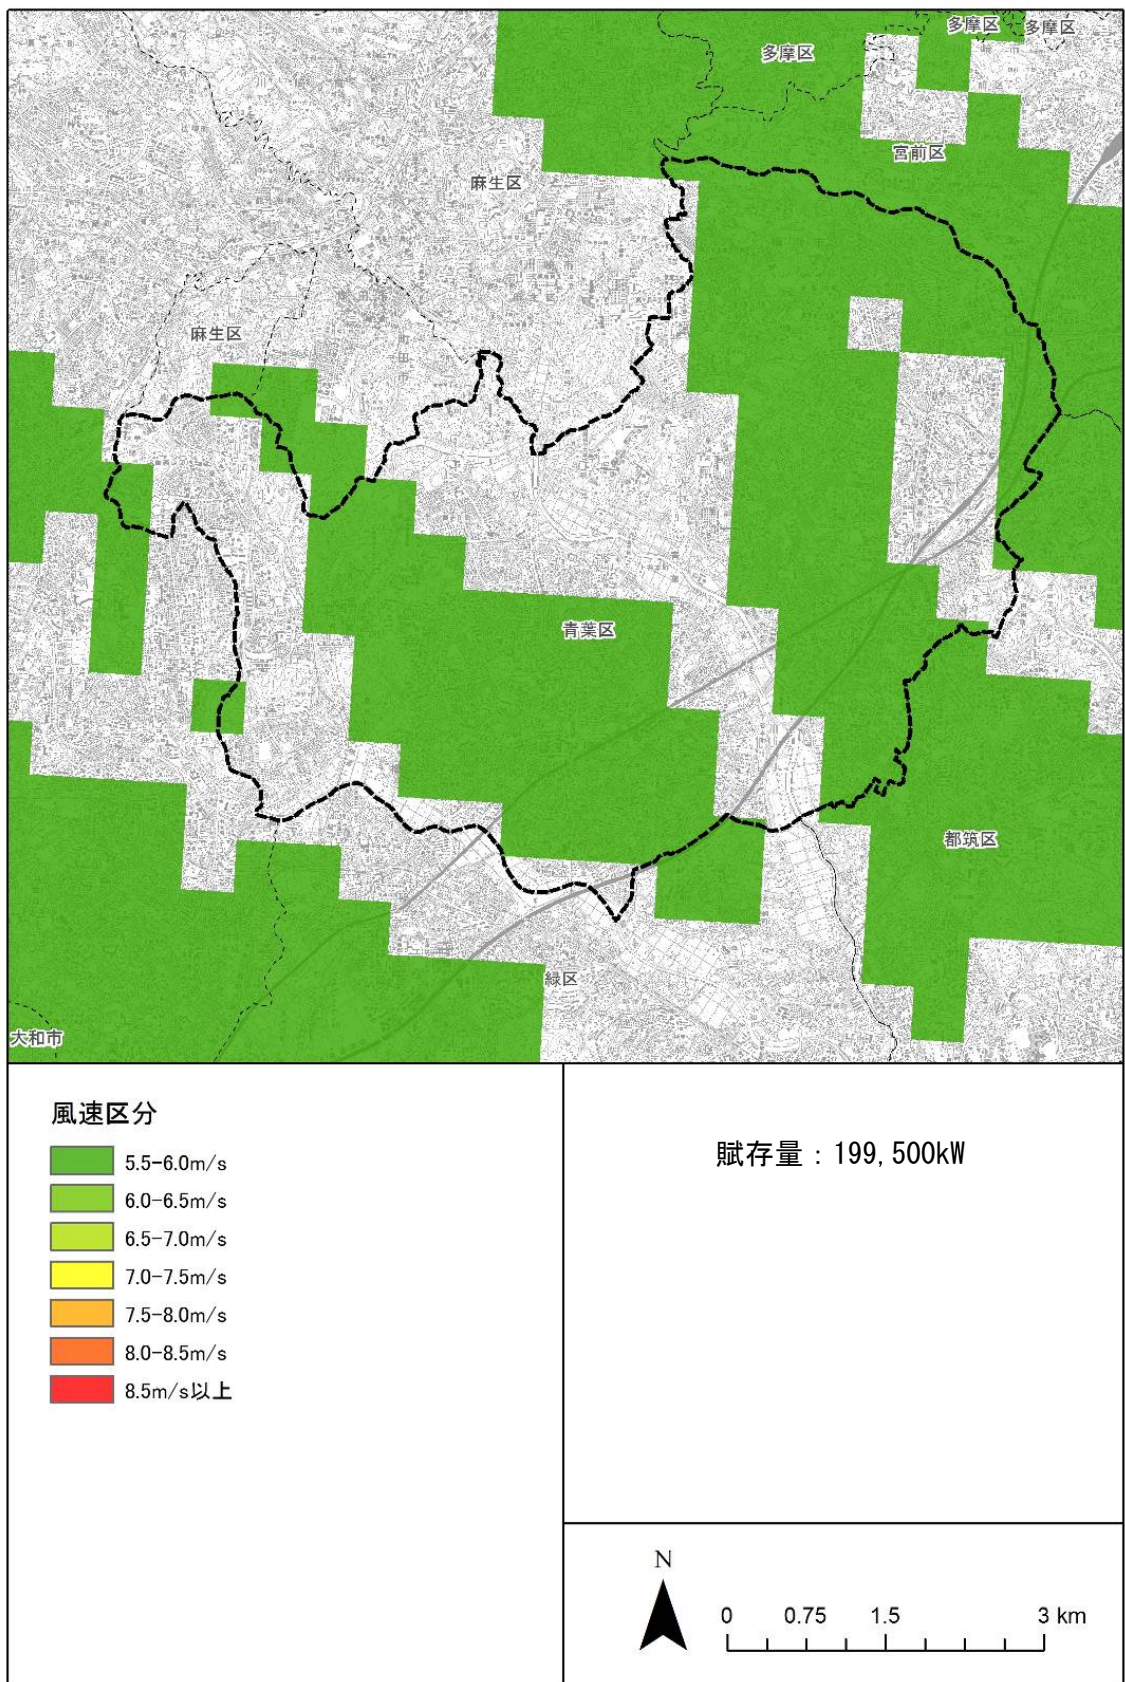 多摩区
多摩区
多摩区
宮前区
麻生区
麻生区
青葉区
都筑区
緑区
大和市
風速区分
5.5-6.0m/s
6.0-6.5m/s
6.5-7.0m/s
7.0-7.5m/s
7.5-8.0m/s
8.0-8.5m/s
8.5m/s以上
賦存量：199,500kW
N
0 0.75 1.5 3 km